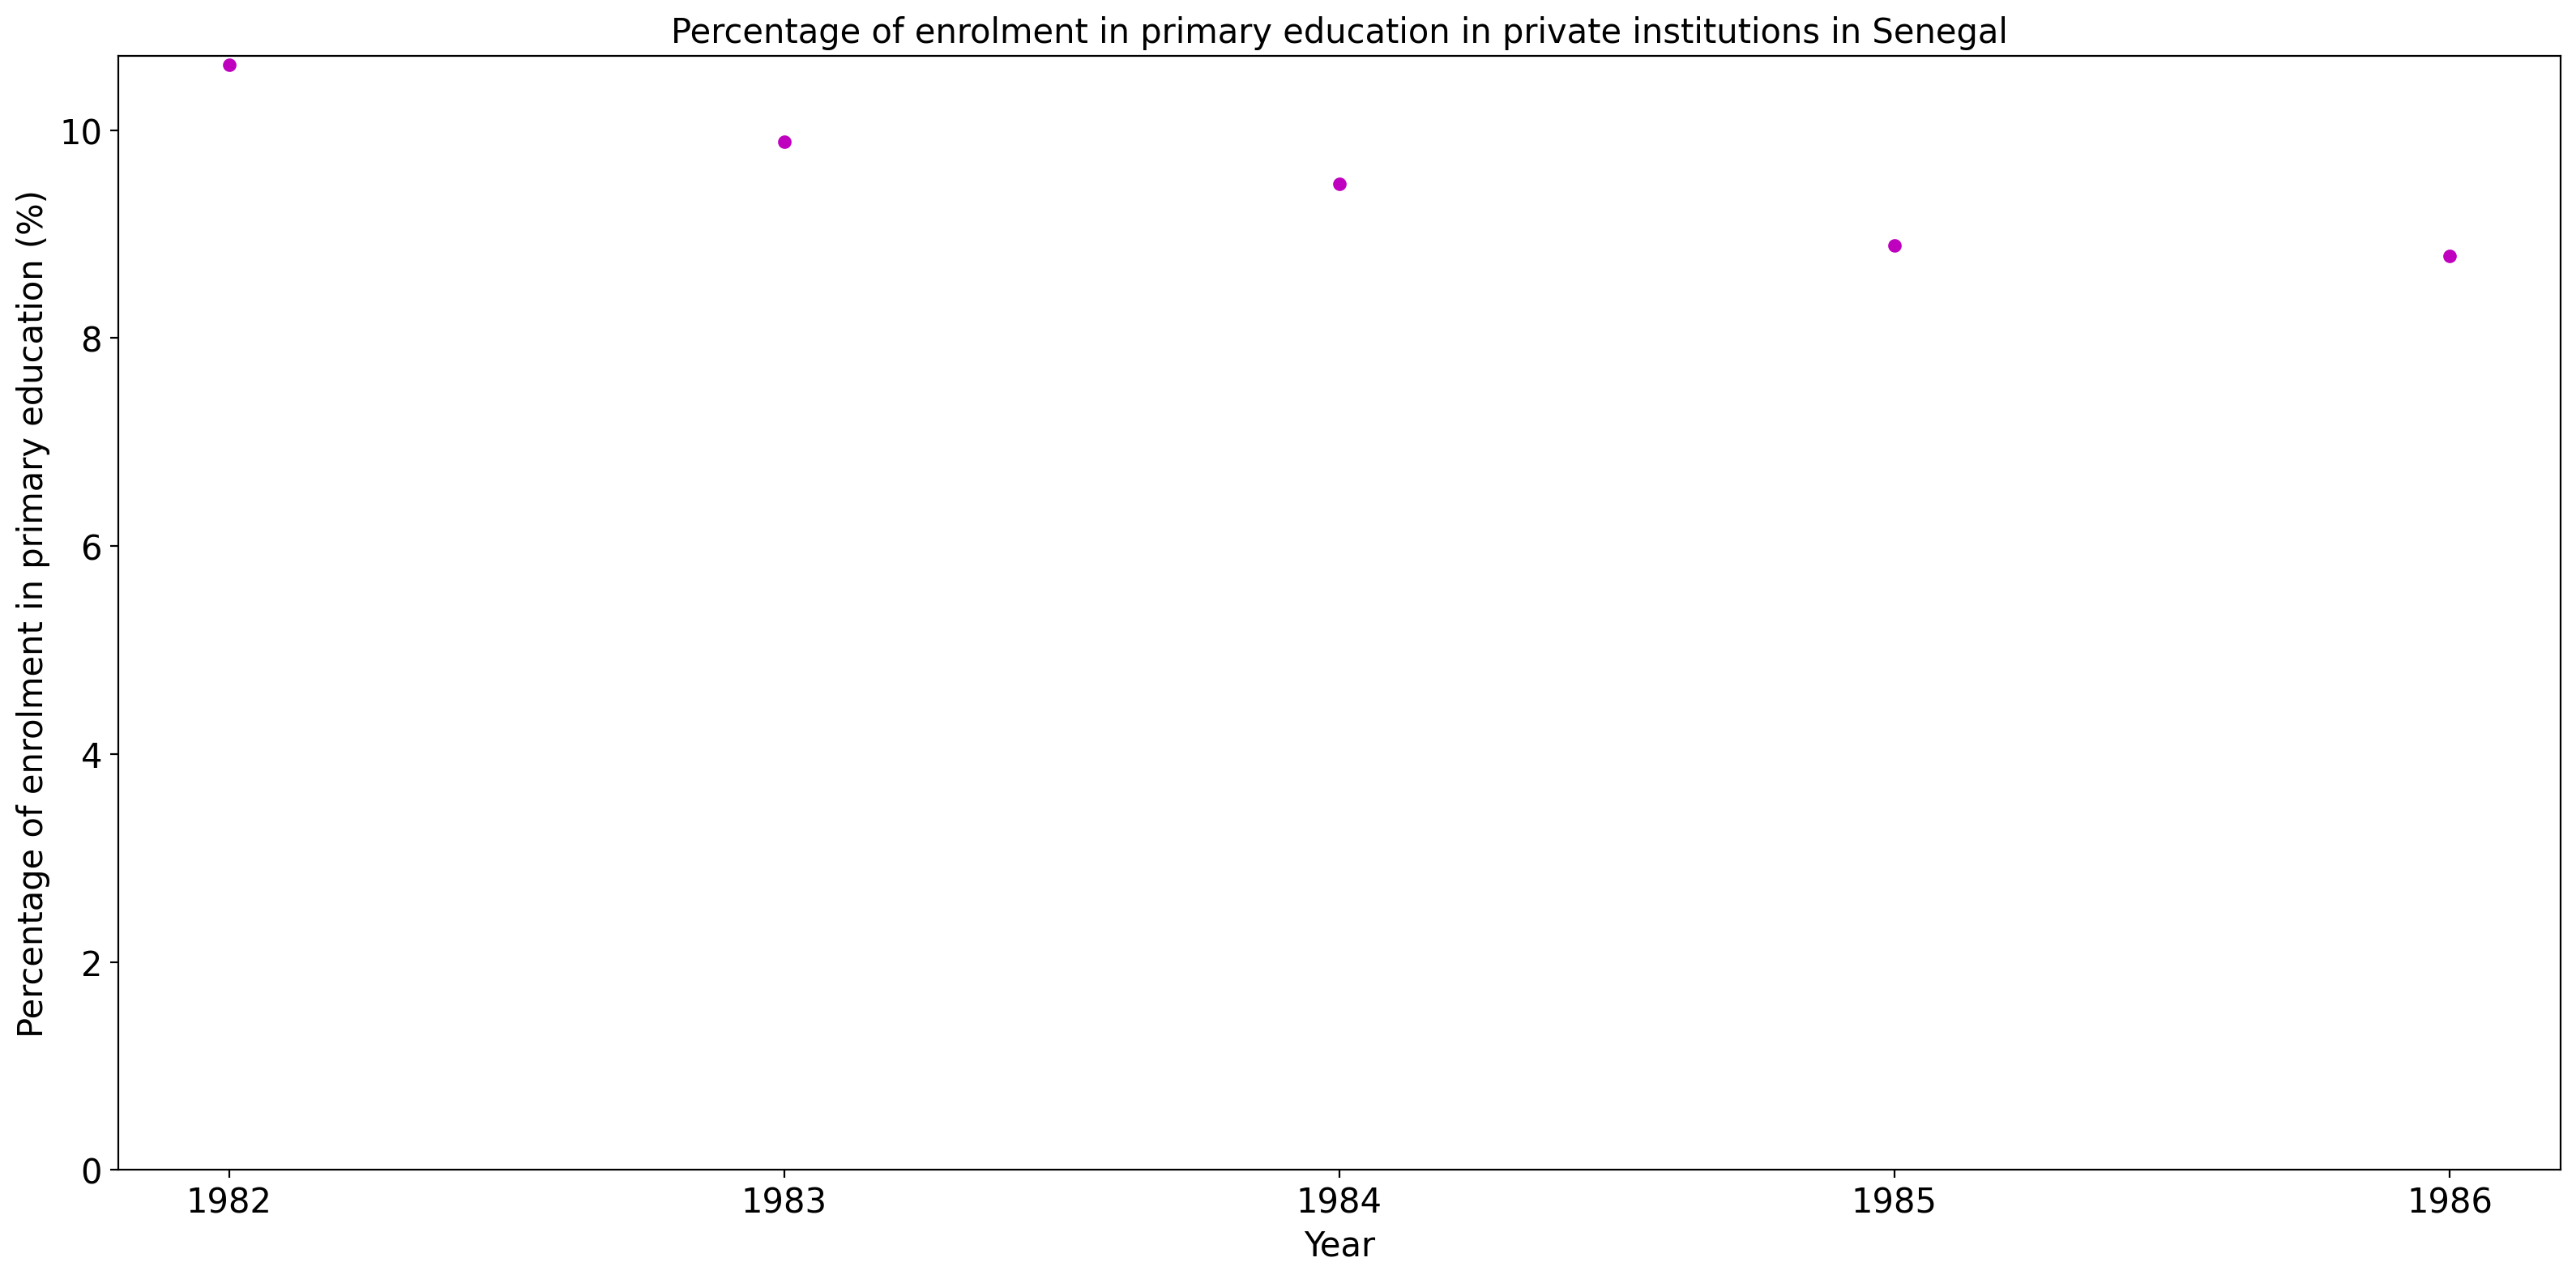 Percentage of enrolment in primary education in private institutions in Senegal
Percentage of enrolment in primary education (%)
10
8
6
4
2
0
1982 1983 1984 1985 1986
Year